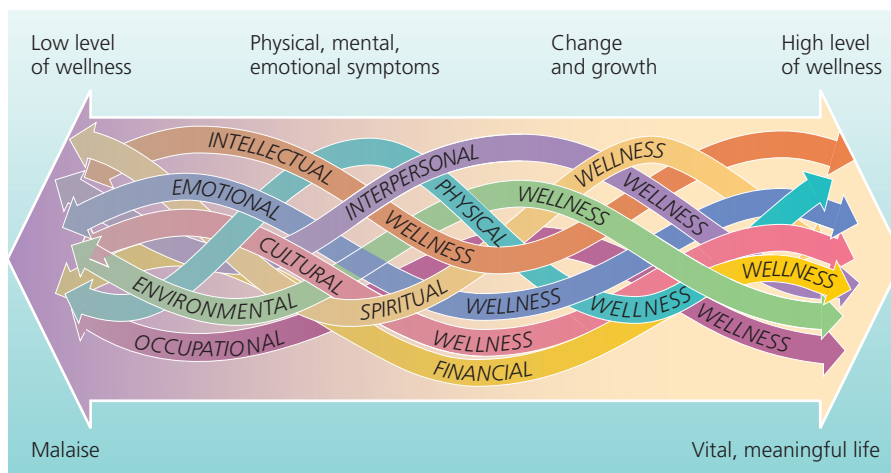 Low level
of wellness
Physical, mental,
emotional symptoms
Change
and growth
High level
of wellness
INTELLECTUAL
WELLNESS
EMOTIONAL
WELLNESS
INTERPERSONAL
WELLNESS
PHYSICAL
WELLNESS
CULTURAL
WELLNESS
SPIRITUAL
WELLNESS
ENVIRONMENTAL
WELLNESS
OCCUPATIONAL
WELLNESS
FINANCIAL
WELLNESS
Malaise
Vital, meaningful life